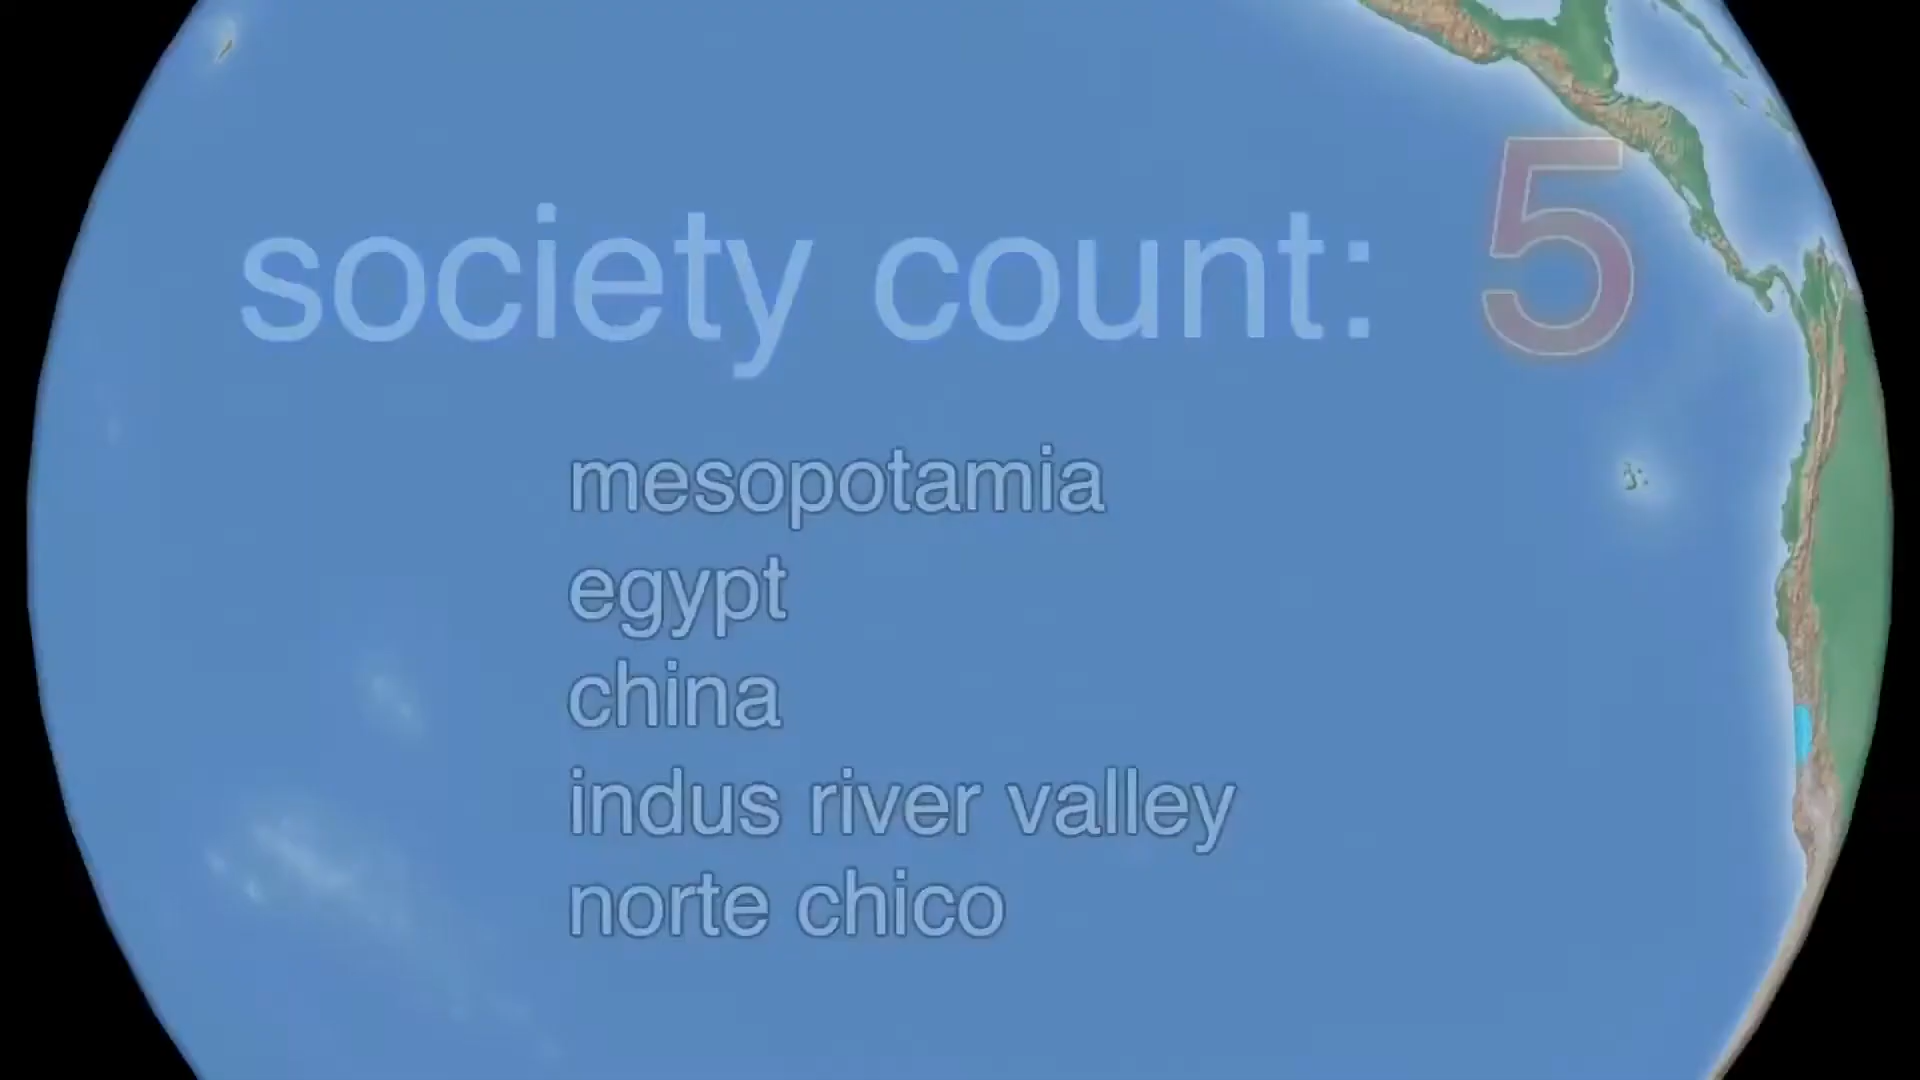 society count: 5
mesopotamia
egypt
china
indus river valley
norte chico